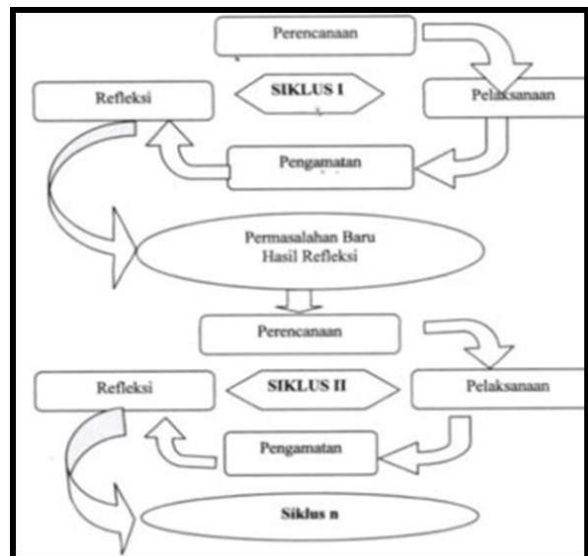 Perencanaan
SIKLUS I
Refleksi
Pelaksanaan
Pengamatan
Permasalahan Baru
Hasil Refleksi
Perencanaan
SIKLUS II
Refleksi
Pelaksanaan
Pengamatan
Siklus n